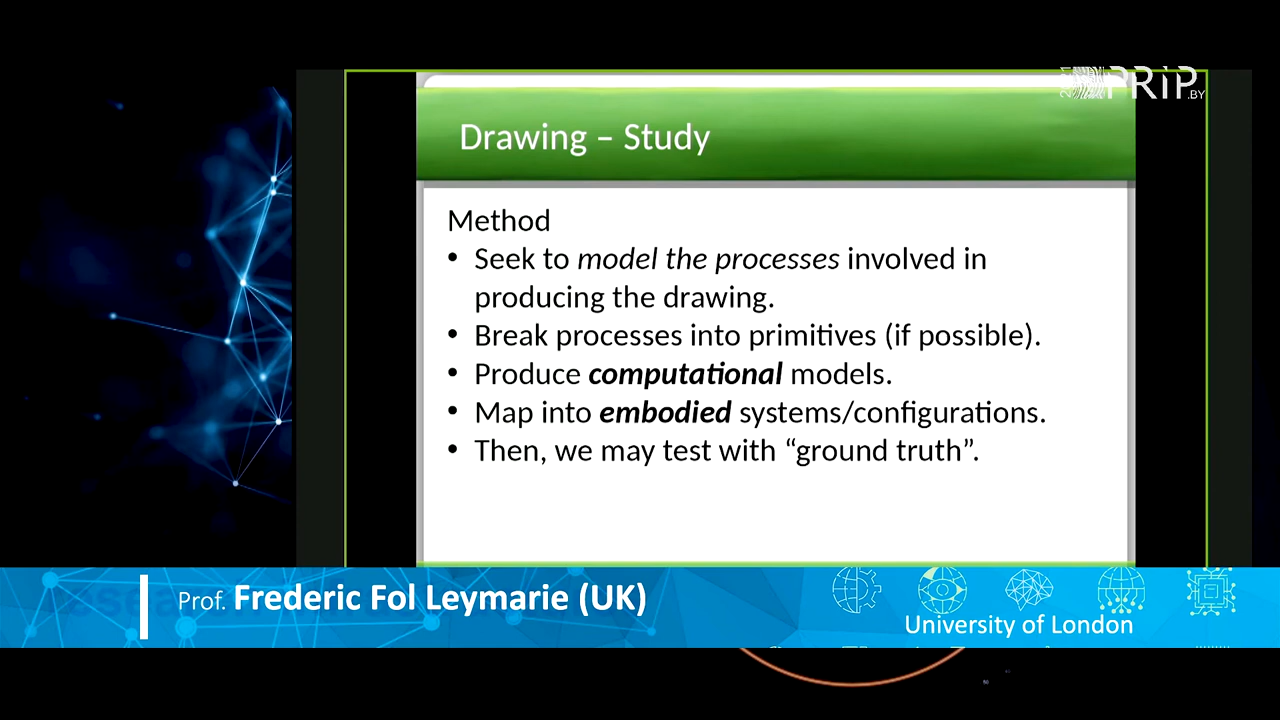 PRiP
.BY
Drawing – Study
Method
• Seek to model the processes involved in
producing the drawing.
• Break processes into primitives (if possible).
• Produce computational models.
• Map into embodied systems/configurations.
• Then, we may test with “ground truth”.
Prof. Frederic Fol Leymarie (UK)
University of London